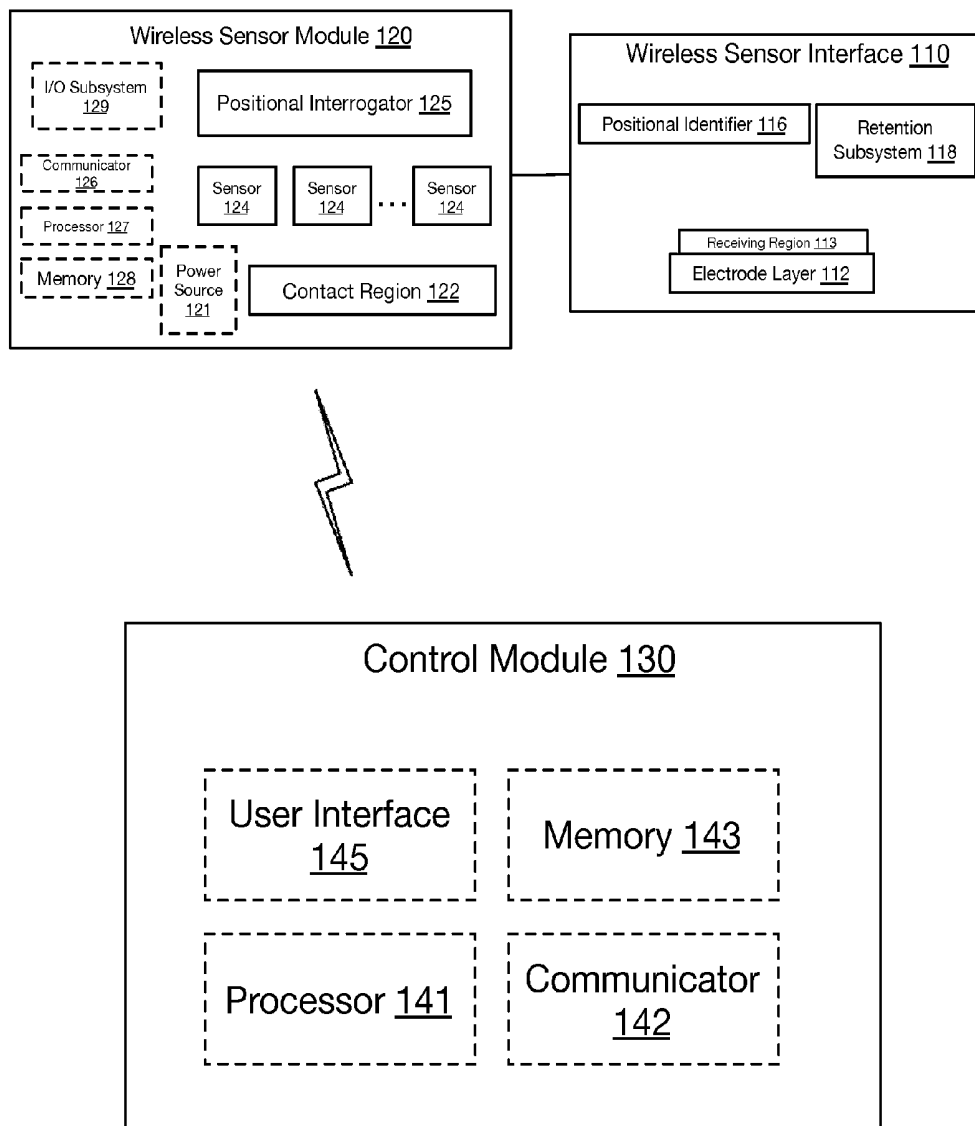 Wireless Sensor Module 120
I/O Subsystem
129
Positional Interrogator 125
Communicator
126
Sensor
124
Sensor
124
...
Sensor
124
Processor 127
Memory 128
Power
Source
121
Contact Region 122
Wireless Sensor Interface 110
Positional Identifier 116
Retention
Subsystem 118
Receiving Region 113
Electrode Layer 112
Control Module 130
User Interface
145
Memory 143
Processor 141
Communicator
142